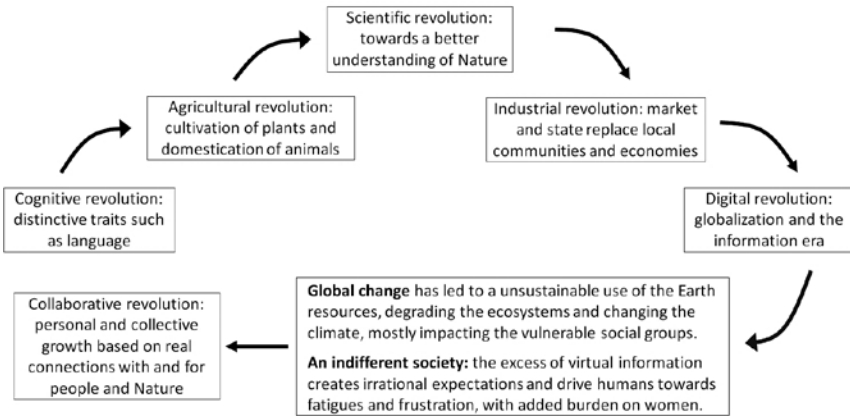 Scientific revolution:
towards a better
understanding of Nature
Agricultural revolution:
cultivation of plants and
domestication of animals
Industrial revolution: market
and state replace local
communities and economies
Cognitive revolution:
distinctive traits such
as language
Digital revolution:
globalization and the
information era
Global change has led to a unsustainable use of the Earth
resources, degrading the ecosystems and changing the
climate, mostly impacting the vulnerable social groups.
An indifferent society: the excess of virtual information
creates irrational expectations and drive humans towards
fatigues and frustration, with added burden on women.
Collaborative revolution:
personal and collective
growth based on real
connections with and for
people and Nature